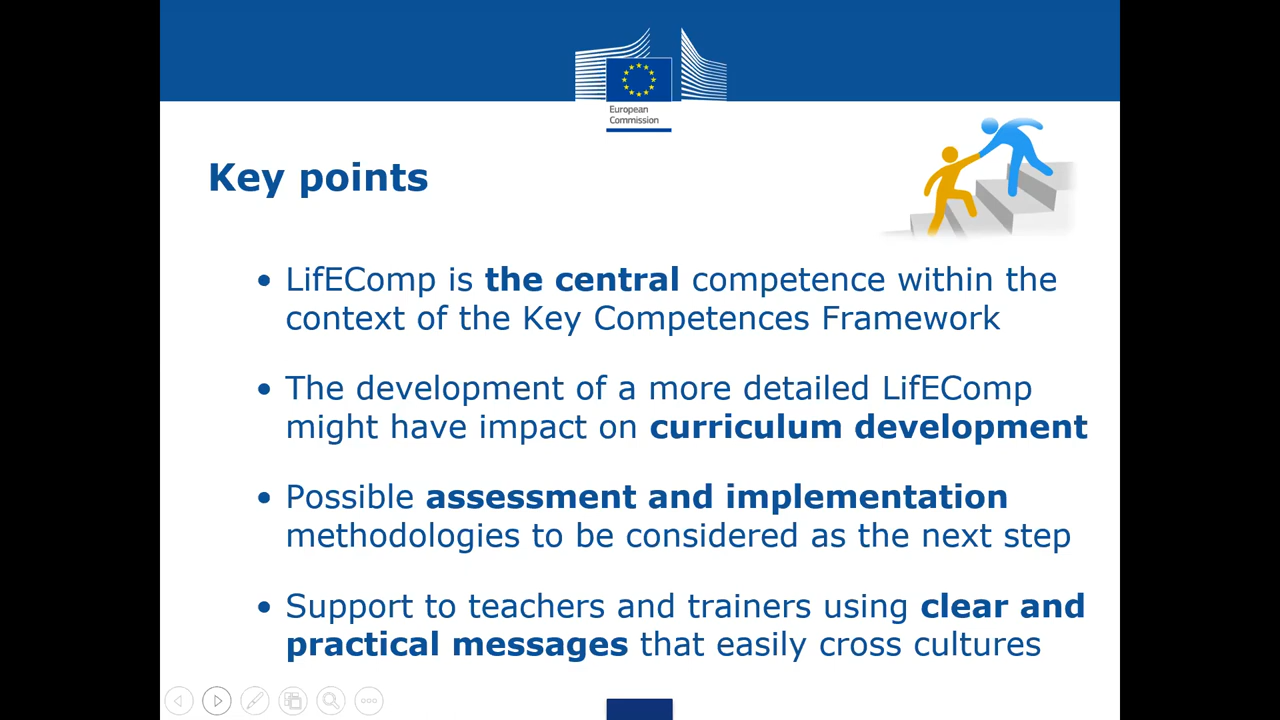 European
Commission
Key points
• LifEComp is the central competence within the
context of the Key Competences Framework
• The development of a more detailed LifEComp
might have impact on curriculum development
• Possible assessment and implementation
methodologies to be considered as the next step
• Support to teachers and trainers using clear and
practical messages that easily cross cultures